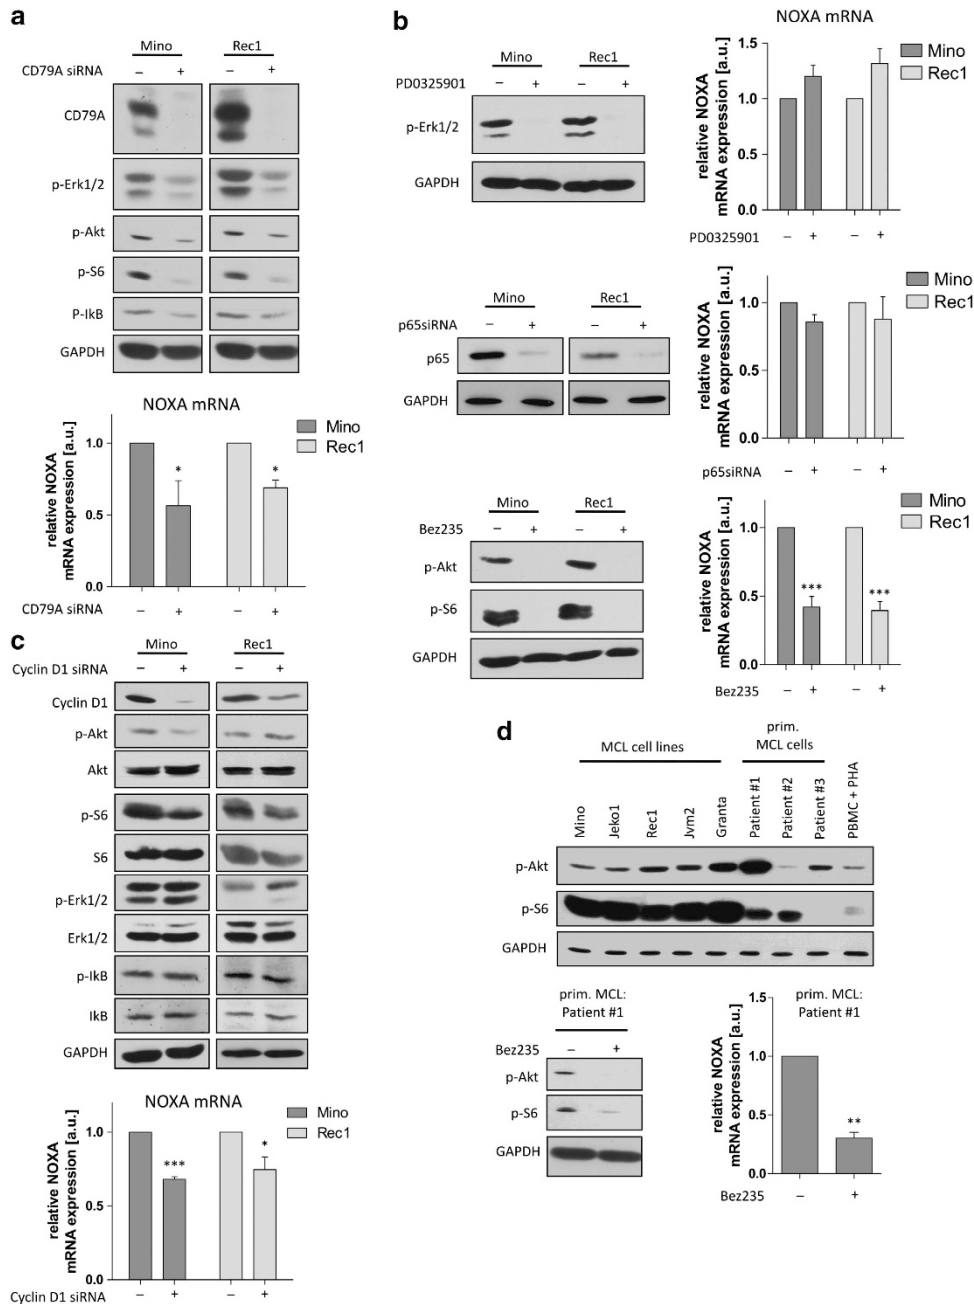 a
Mino Rec1
CD79A siRNA – + – +
CD79A
p-Erk1/2
p-Akt
p-S6
P-IkB
GAPDH
NOXA mRNA
relative NOXA
mRNA expression [a.u.]
1.0
0.5
0.0
Mino
Rec1
* *
CD79A siRNA – + – +
b
Mino Rec1
PD0325901 – + – +
p-Erk1/2
GAPDH
NOXA mRNA
relative NOXA
mRNA expression [a.u.]
1.5
1.0
0.5
0.0
Mino
Rec1
PD0325901 – + – +
Mino Rec1
p65siRNA – + – +
p65
GAPDH
relative NOXA
mRNA expression [a.u.]
1.0
0.5
0.0
Mino
Rec1
p65siRNA – + – +
Mino Rec1
Bez235 – + – +
p-Akt
p-S6
GAPDH
relative NOXA
mRNA expression [a.u.]
1.0
0.5
0.0
Mino
Rec1
*** ***
Bez235 – + – +
c
Mino Rec1
Cyclin D1 siRNA – + – +
Cyclin D1
p-Akt
Akt
p-S6
S6
p-Erk1/2
Erk1/2
p-IkB
IkB
GAPDH
NOXA mRNA
relative NOXA
mRNA expression [a.u.]
1.0
0.5
0.0
Mino
Rec1
*** *
Cyclin D1 siRNA – + – +
d
MCL cell lines
prim.
MCL cells
Mino
Jeko1
Rec1
Jvm2
Granta
Patient #1
Patient #2
Patient #3
PBMC + PHA
p-Akt
p-S6
GAPDH
prim. MCL:
Patient #1
Bez235 – +
p-Akt
p-S6
GAPDH
prim. MCL:
Patient #1
relative NOXA
mRNA expression [a.u.]
1.5
1.0
0.5
0.0
**
Bez235 – +